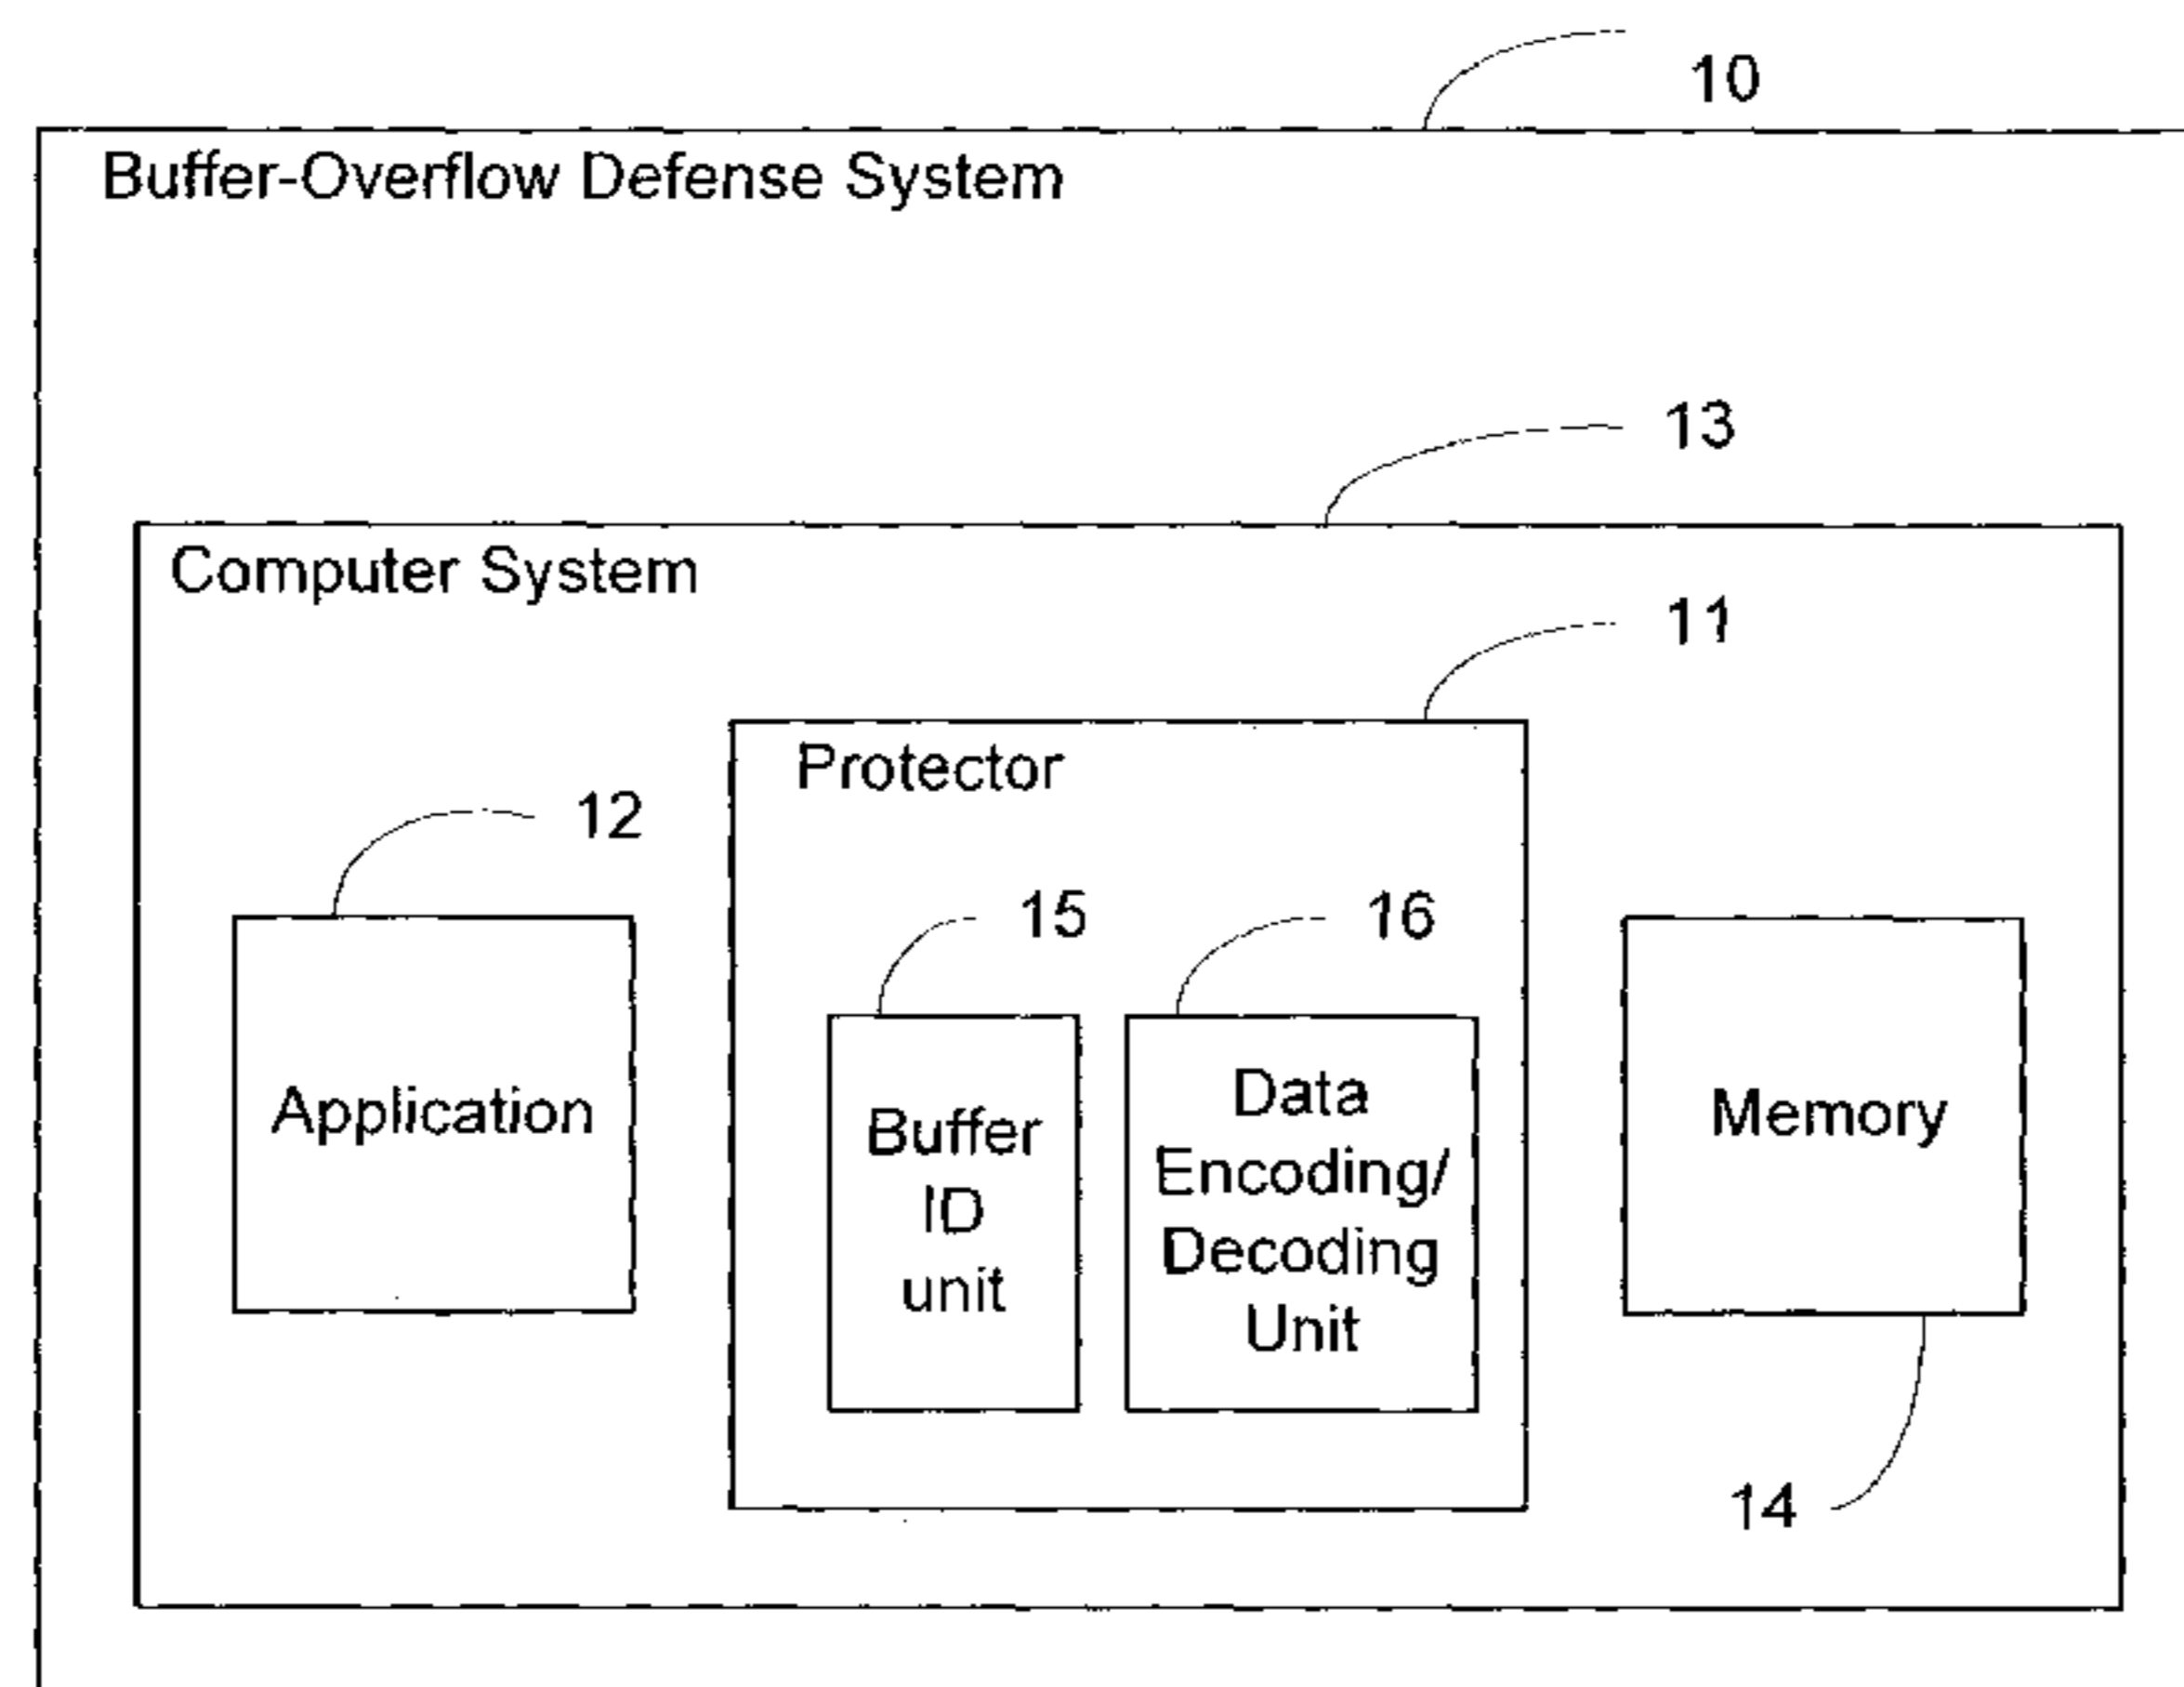 10
Buffer-Overflow Defense System
13
Computer System
11
Protector
12
15
16
Application
Buffer
ID
unit
Data
Encoding/
Decoding
Unit
Memory
14